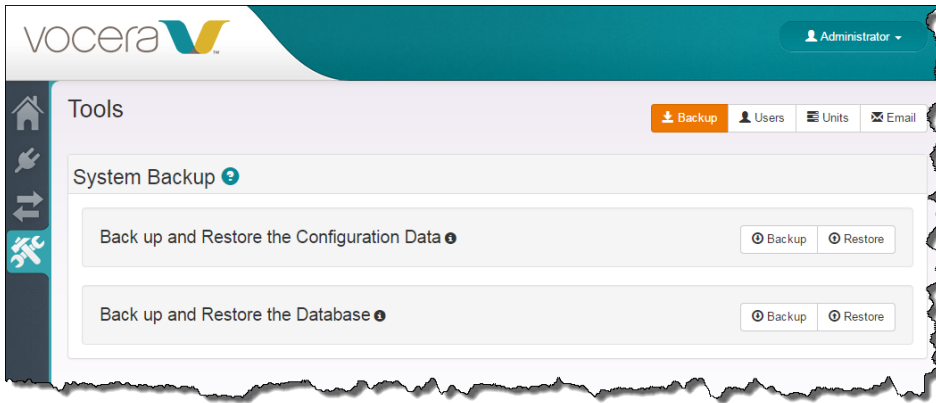 vocera
Administrator
Tools
Backup Users Units Email
System Backup ?
Back up and Restore the Configuration Data
Backup Restore
Back up and Restore the Database
Backup Restore